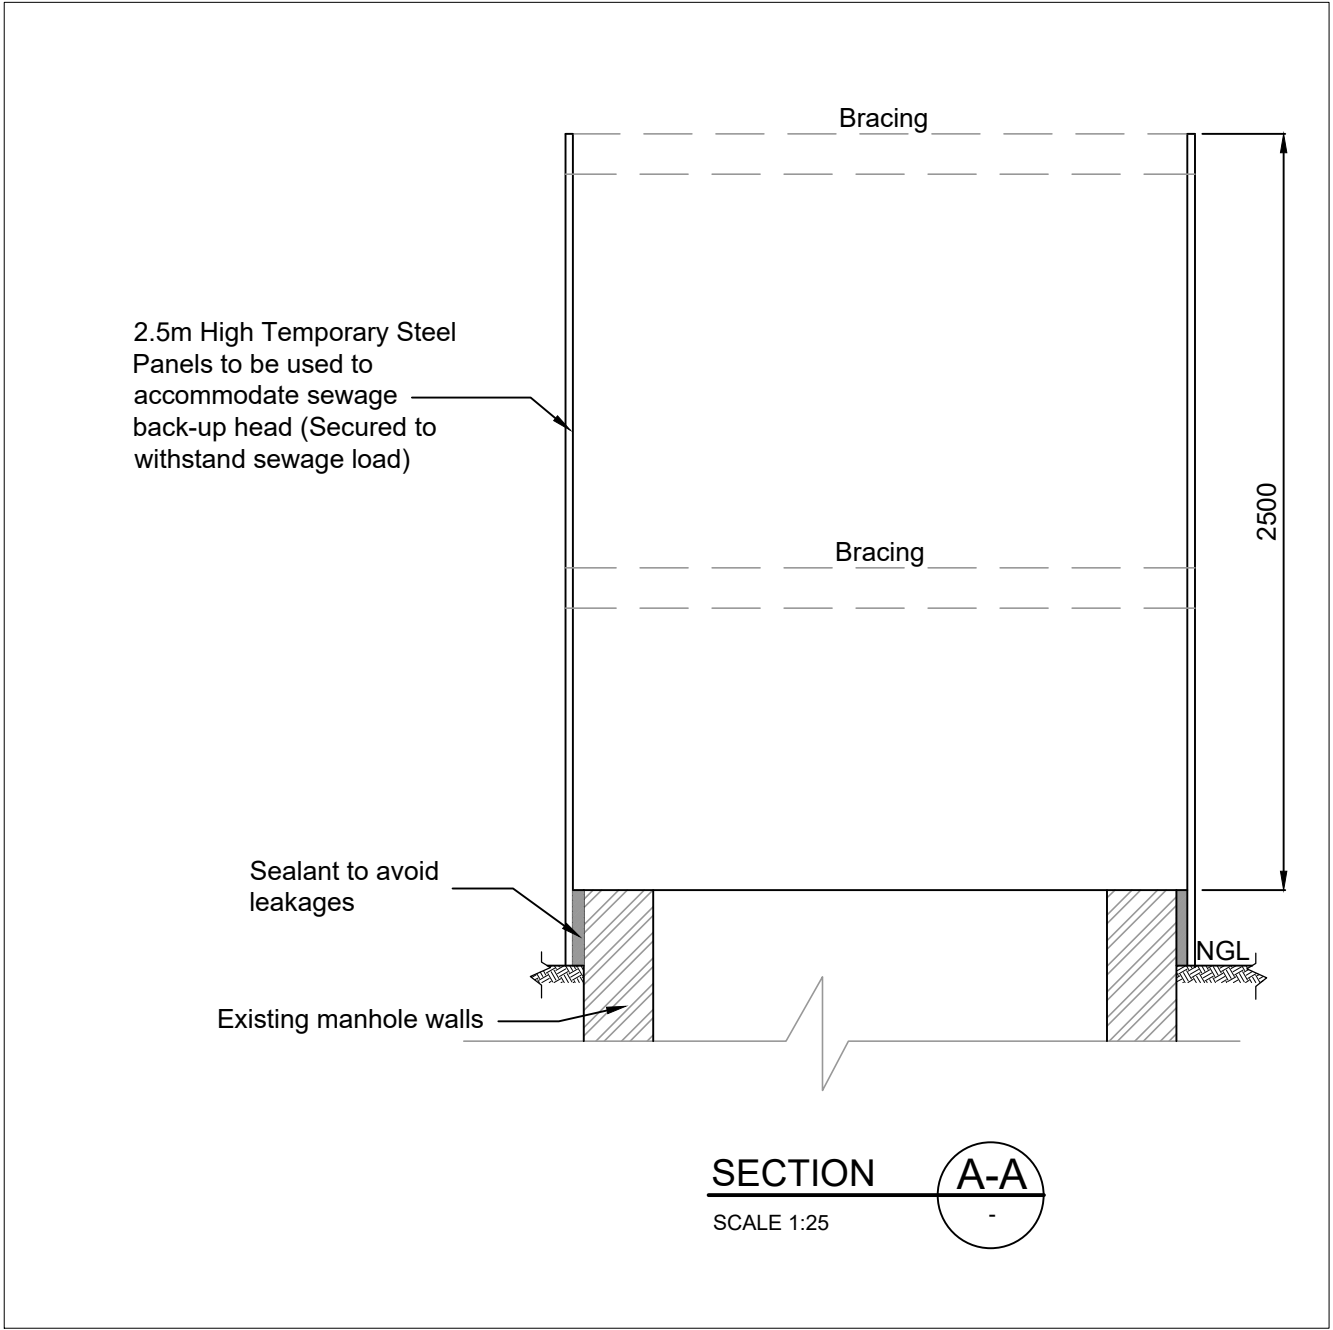 Bracing
2.5m High Temporary Steel
Panels to be used to
accommodate sewage
back-up head (Secured to
withstand sewage load)
2500
Bracing
Sealant to avoid
leakages
NGL
Existing manhole walls
SECTION A-A
SCALE 1:25 -